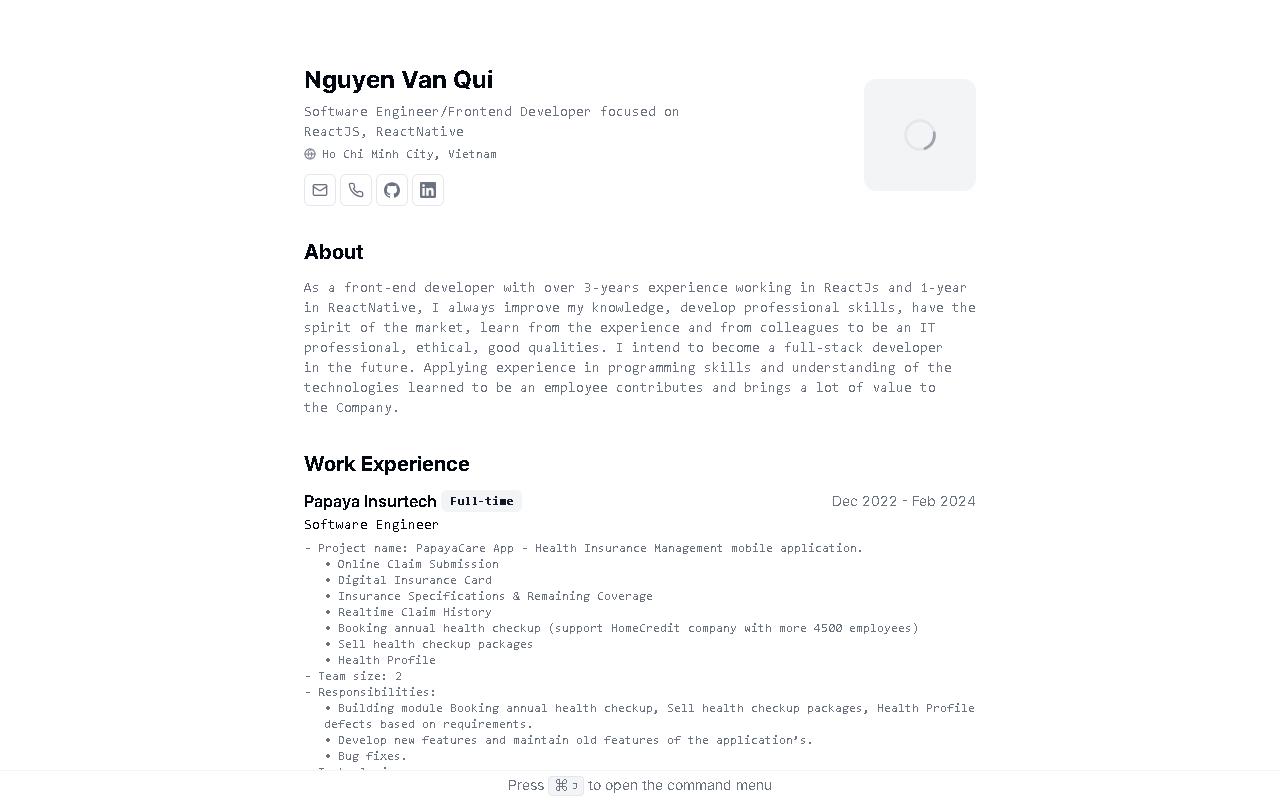 Nguyen Van Qui
Software Engineer/Frontend Developer focused on
ReactJS, ReactNative
Ho Chi Minh City, Vietnam
About
As a front-end developer with over 3-years experience working in ReactJs and 1-year
in ReactNative, I always improve my knowledge, develop professional skills, have the
spirit of the market, learn from the experience and from colleagues to be an IT
professional, ethical, good qualities. I intend to become a full-stack developer
in the future. Applying experience in programming skills and understanding of the
technologies learned to be an employee contributes and brings a lot of value to
the Company.
Work Experience
Papaya Insurtech Full-time Dec 2022 - Feb 2024
Software Engineer
- Project name: PapayaCare App - Health Insurance Management mobile application.
• Online Claim Submission
• Digital Insurance Card
• Insurance Specifications & Remaining Coverage
• Realtime Claim History
• Booking annual health checkup (support HomeCredit company with more 4500 employees)
• Sell health checkup packages
• Health Profile
- Team size: 2
- Responsibilities:
• Building module Booking annual health checkup, Sell health checkup packages, Health Profile
defects based on requirements.
• Develop new features and maintain old features of the application’s.
• Bug fixes.
Press ⌘ J to open the command menu